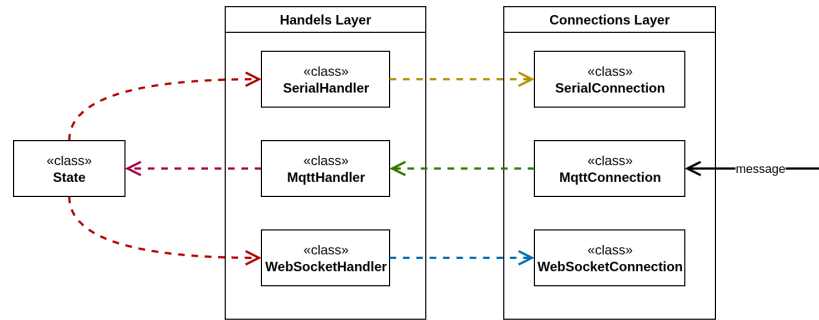 Handels Layer
Connections Layer
«class»
SerialHandler
«class»
SerialConnection
«class»
State
«class»
MqttHandler
«class»
MqttConnection
message
«class»
WebSocketHandler
«class»
WebSocketConnection